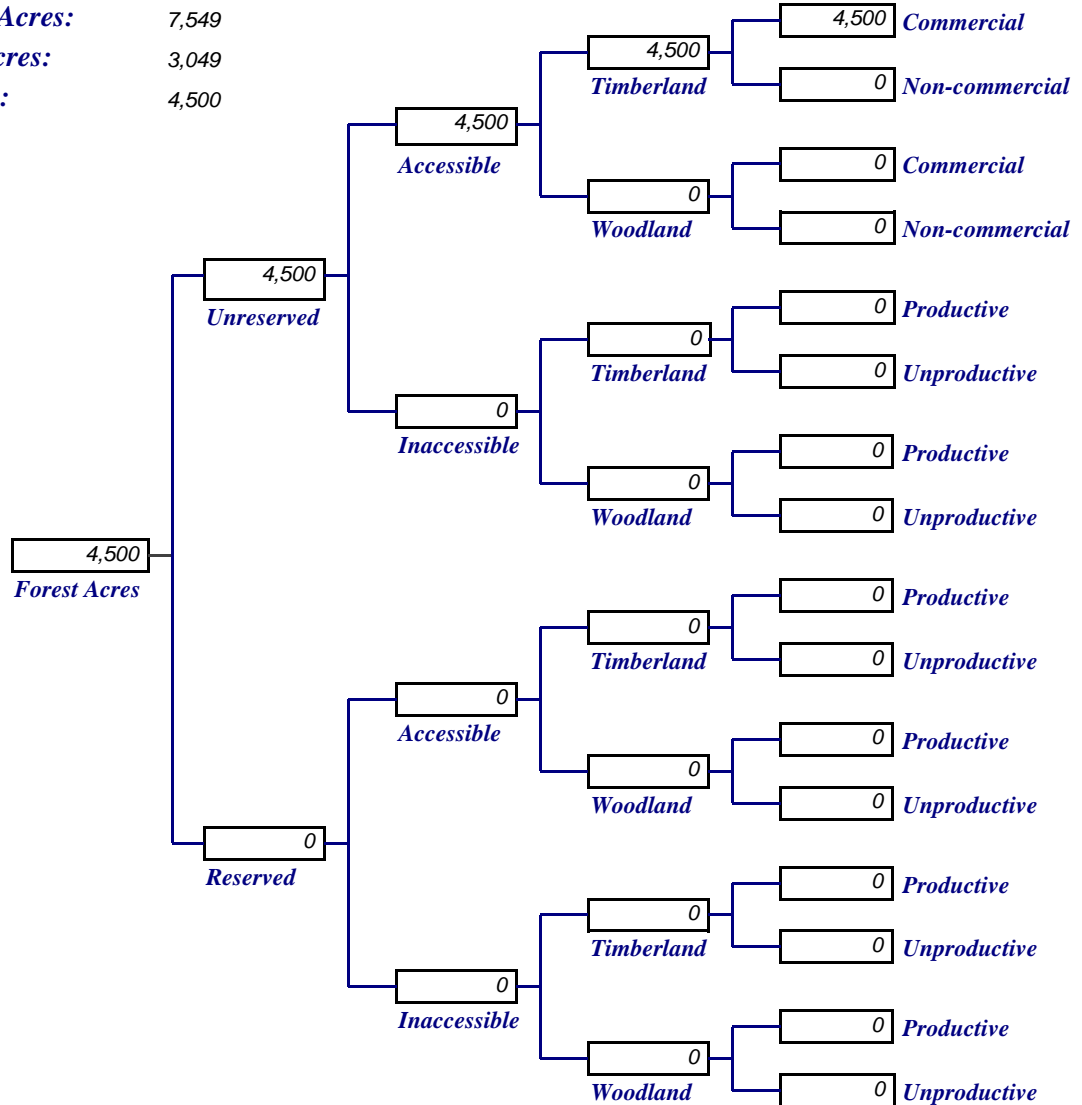 Acres: 7,549
cres: 3,049
: 4,500
4,500 Commercial
4,500
Timberland
0 Non-commercial
4,500
Accessible
0 Commercial
0
Woodland
0 Non-commercial
4,500
Unreserved
0 Productive
0
Timberland
0 Unproductive
0
Inaccessible
0 Productive
0
Woodland
0 Unproductive
4,500
Forest Acres
0 Productive
0
Timberland
0 Unproductive
0
Accessible
0 Productive
0
Woodland
0 Unproductive
0
Reserved
0 Productive
0
Timberland
0 Unproductive
0
Inaccessible
0 Productive
0
Woodland
0 Unproductive